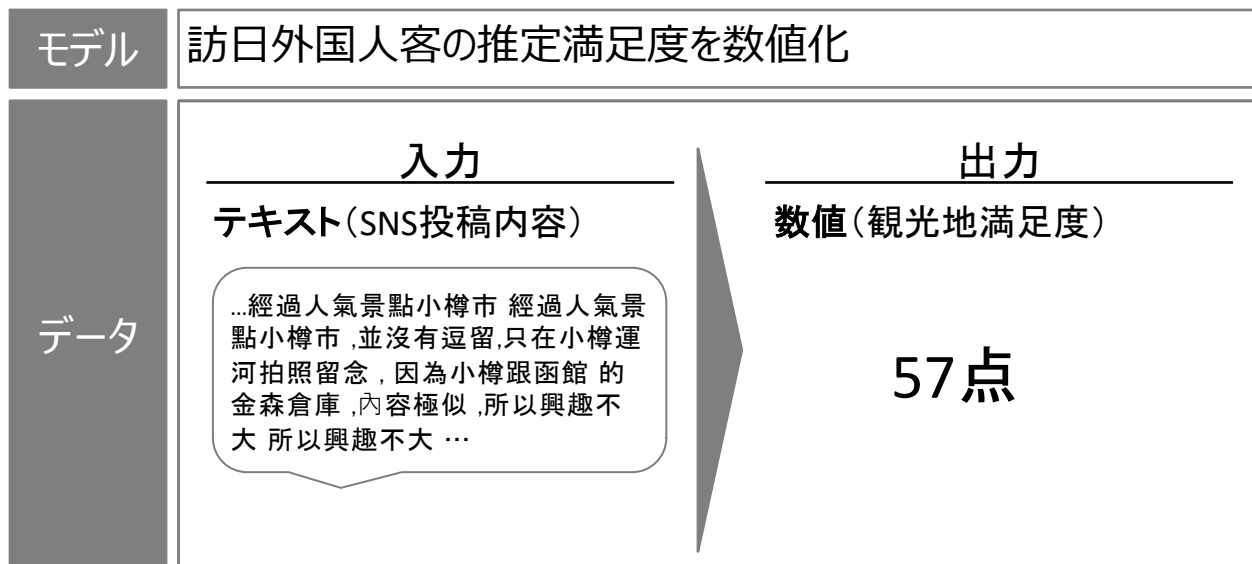 モデル
訪日外国人客の推定満足度を数値化
データ
入力
テキスト（SNS投稿内容）
...經過人氣景點小樽市 經過人氣景
點小樽市 ,並沒有逗留,只在小樽運
河拍照留念 , 因為小樽跟函館 的
金森倉庫 ,內容極似 ,所以興趣不
大 所以興趣不大 …
出力
数値（観光地満足度）
57点